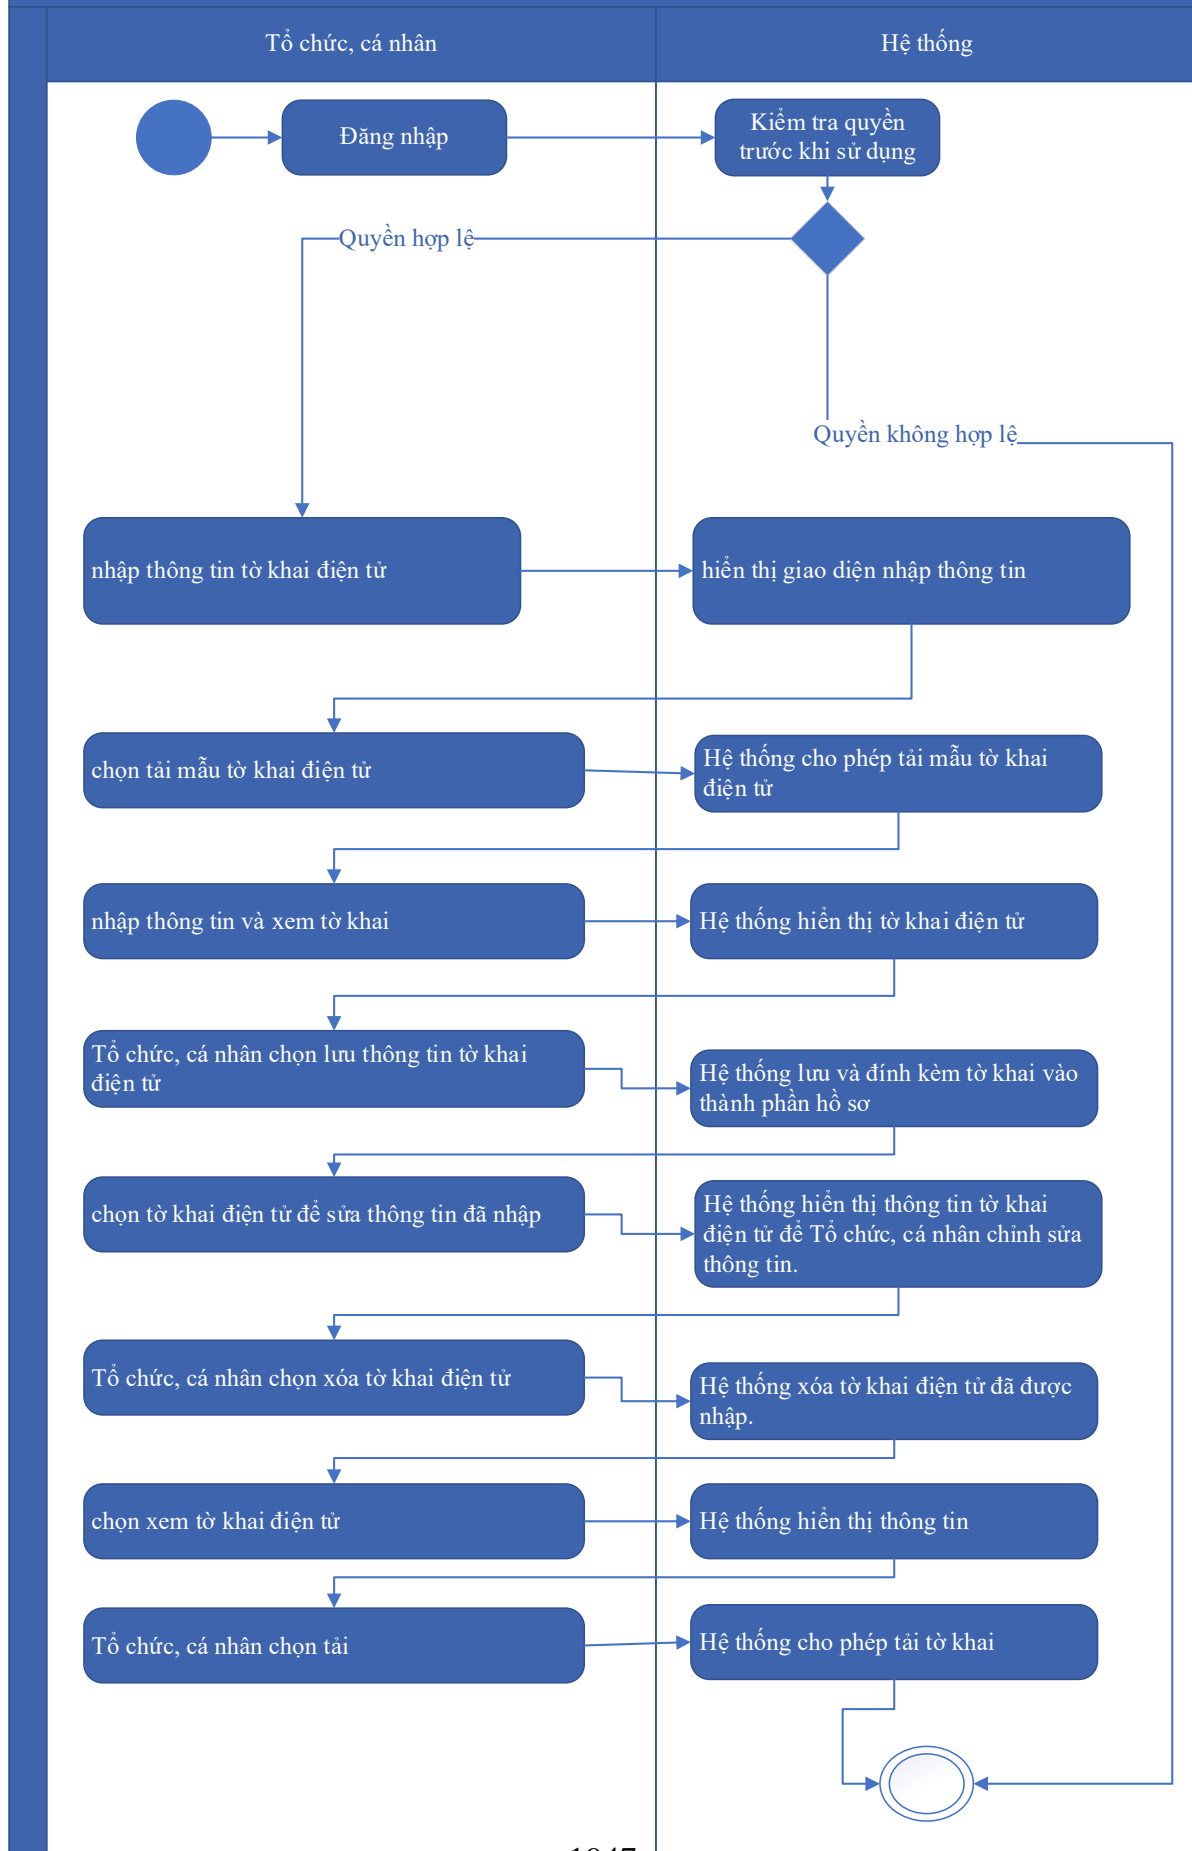 Tổ chức, cá nhân
Hệ thống
Đăng nhập
Kiểm tra quyền
trước khi sử dụng
Quyền hợp lệ
Quyền không hợp lệ
nhập thông tin tờ khai điện tử
hiển thị giao diện nhập thông tin
chọn tải mẫu tờ khai điện tử
Hệ thống cho phép tải mẫu tờ khai
điện tử
nhập thông tin và xem tờ khai
Hệ thống hiển thị tờ khai điện tử
Tổ chức, cá nhân chọn lưu thông tin tờ khai
điện tử
Hệ thống lưu và đính kèm tờ khai vào
thành phần hồ sơ
chọn tờ khai điện tử để sửa thông tin đã nhập
Hệ thống hiển thị thông tin tờ khai
điện tử để Tổ chức, cá nhân chỉnh sửa
thông tin.
Tổ chức, cá nhân chọn xóa tờ khai điện tử
Hệ thống xóa tờ khai điện tử đã được
nhập.
chọn xem tờ khai điện tử
Hệ thống hiển thị thông tin
Tổ chức, cá nhân chọn tải
Hệ thống cho phép tải tờ khai